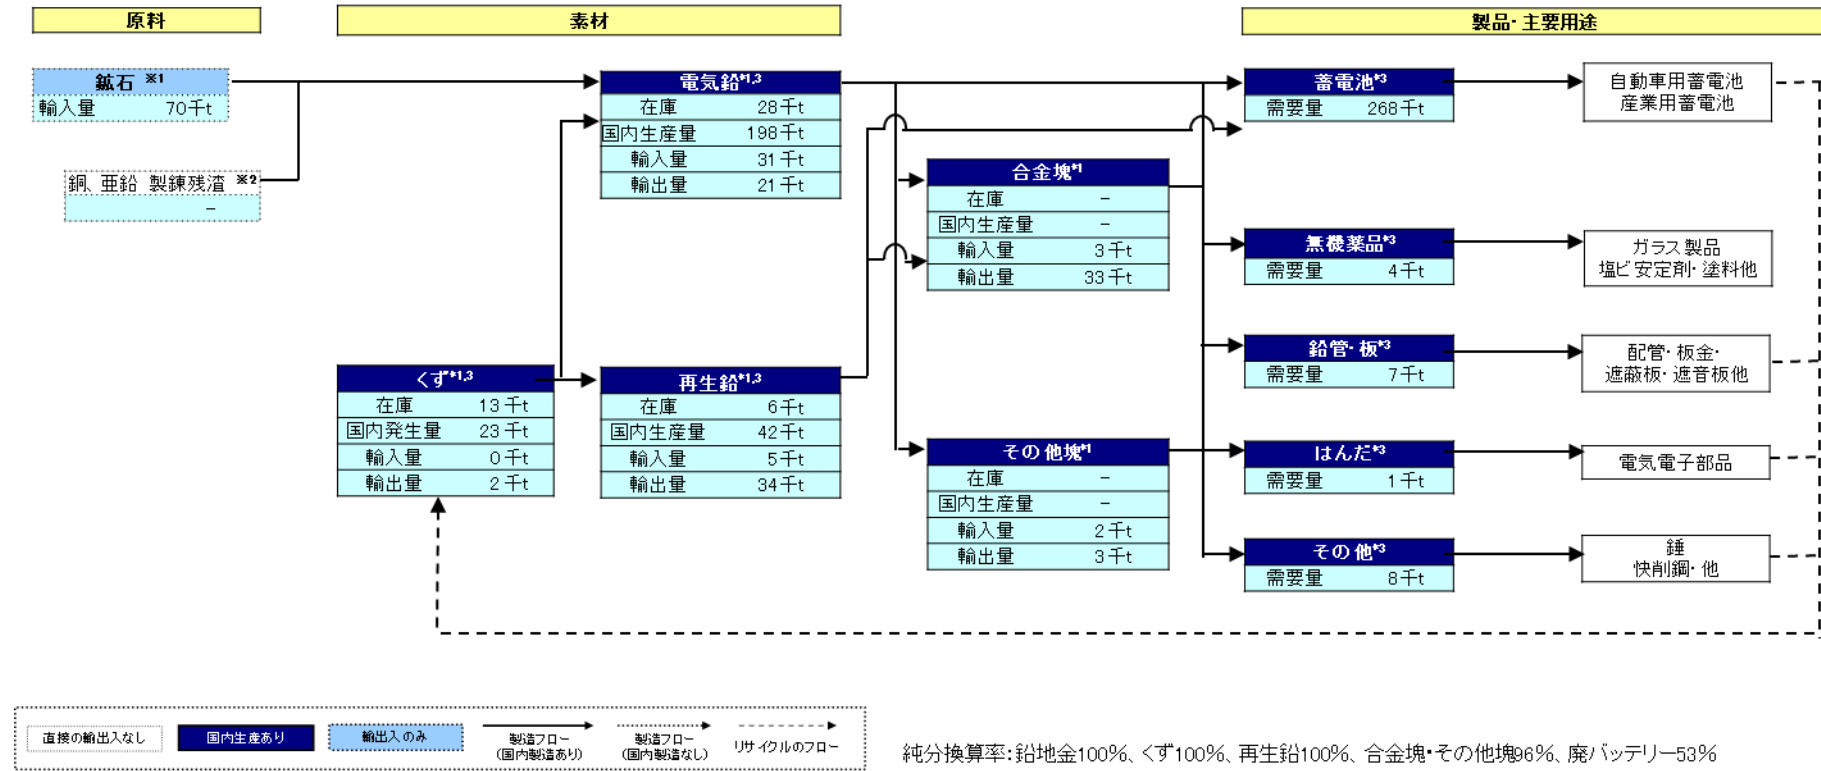 原料
素材
製品・主要用途
鉱石 ※1
輸入量 70千t
銅、亜鉛 製錬残渣 ※2
－
電気鉛*1,3
在庫 28千t
国内生産量 198千t
輸入量 31千t
輸出量 21千t
くず*1,3
在庫 13千t
国内発生量 23千t
輸入量 0千t
輸出量 2千t
再生鉛*1,3
在庫 6千t
国内生産量 42千t
輸入量 5千t
輸出量 34千t
合金塊*1
在庫 －
国内生産量 －
輸入量 3千t
輸出量 33千t
その他塊*1
在庫 －
国内生産量 －
輸入量 2千t
輸出量 3千t
蓄電池*3
需要量 268千t
自動車用蓄電池
産業用蓄電池
無機薬品*3
需要量 4千t
ガラス製品
塩ビ安定剤・塗料他
鉛管・板*3
需要量 7千t
配管・板金・
遮蔽板・遮音板他
はんだ*3
需要量 1千t
電気電子部品
その他*3
需要量 8千t
錘
快削鋼・他
直接の輸出入なし
国内生産あり
輸出入のみ
製造フロー
(国内製造あり)
製造フロー
(国内製造なし)
リサイクルのフロー
純分換算率：鉛地金100%、くず100%、再生鉛100%、合金塊・その他塊96%、廃バッテリー53%